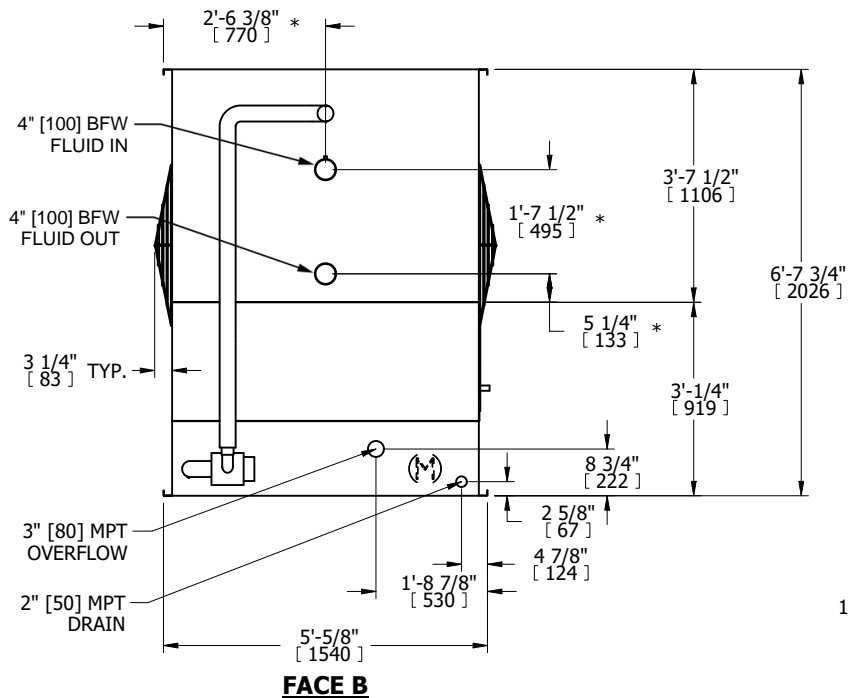 2'-6 3/8" *
[ 770 ]
4" [100] BFW
FLUID IN
3'-7 1/2"
[ 1106 ]
1'-7 1/2" *
[ 495 ]
4" [100] BFW
FLUID OUT
6'-7 3/4"
[ 2026 ]
5 1/4" *
[ 133 ]
3 1/4" TYP.
[ 83 ]
3'-1/4"
[ 919 ]
8 3/4"
[ 222 ]
M
2 5/8"
[ 67 ]
3" [80] MPT
OVERFLOW
4 7/8"
[ 124 ]
1'-8 7/8"
[ 530 ]
2" [50] MPT
DRAIN
1
5'-5/8"
[ 1540 ]
FACE B